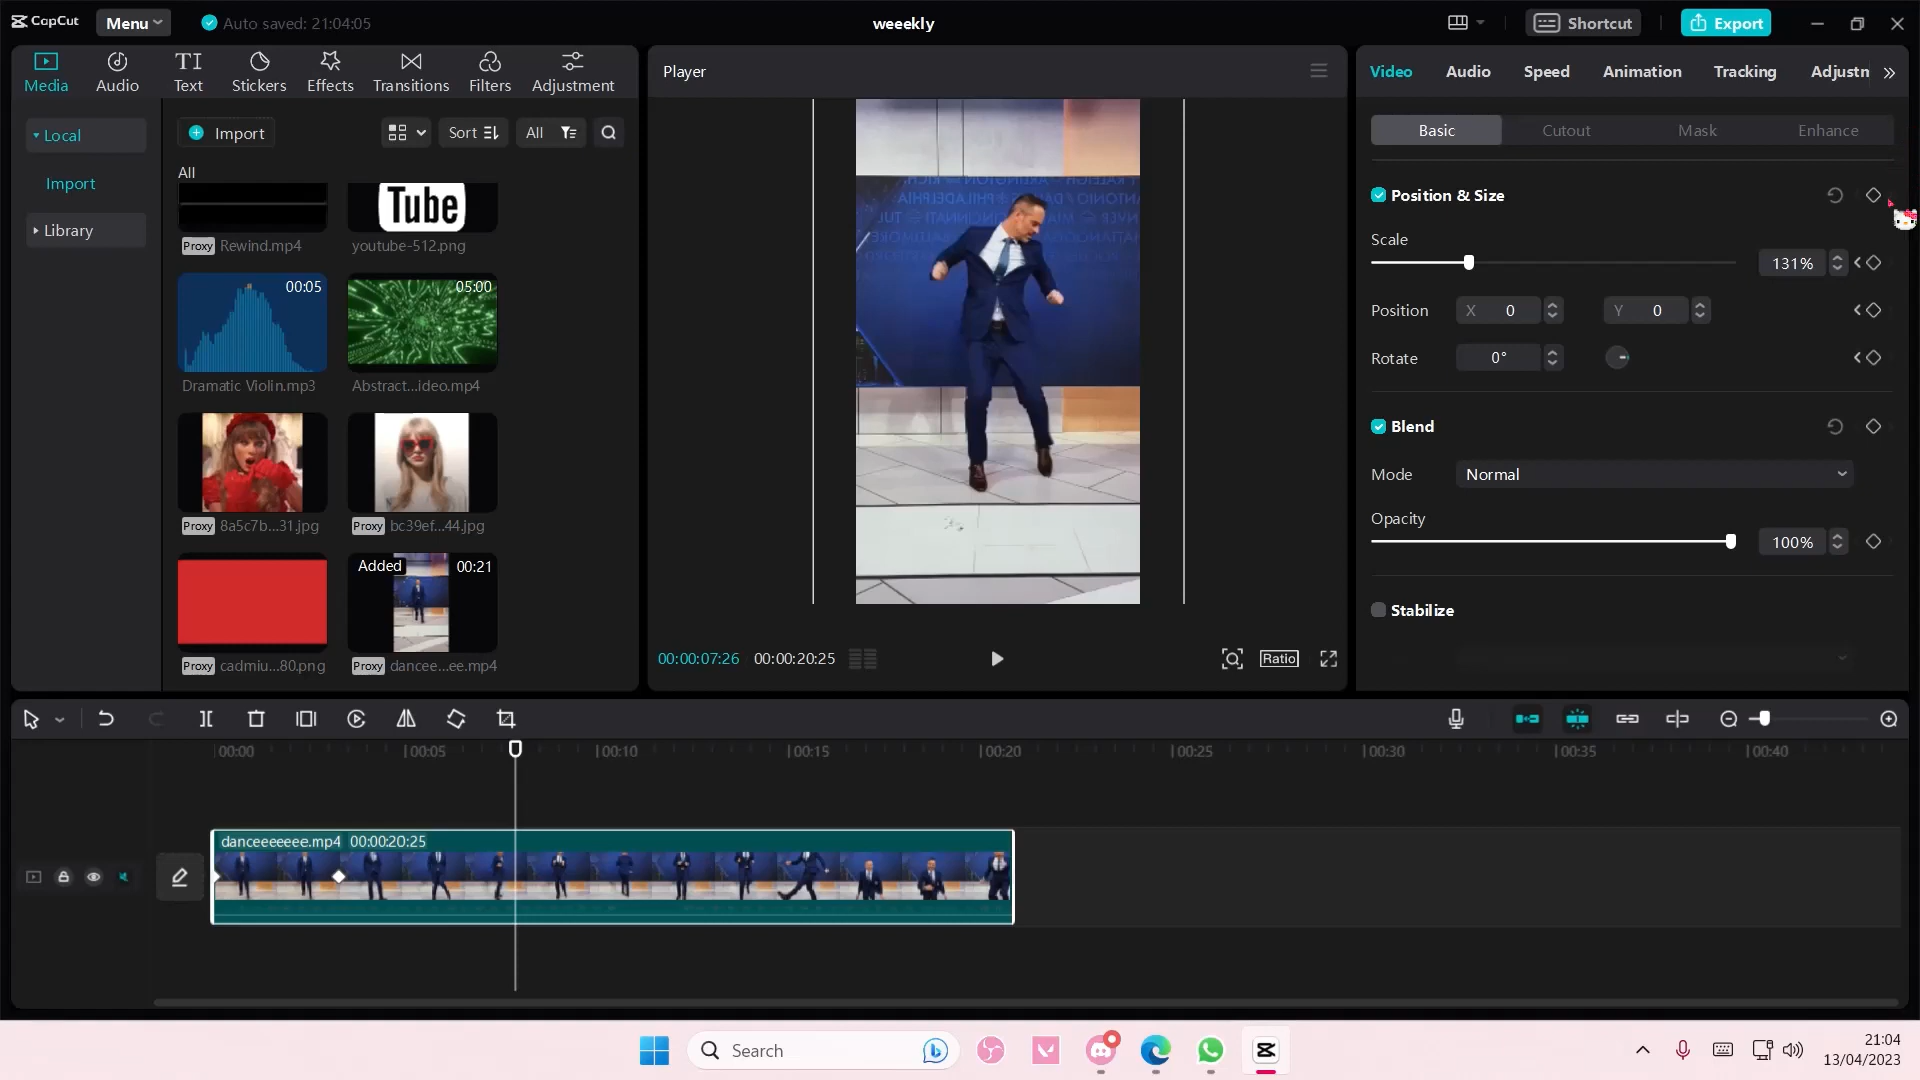 CapCut
Menu
Auto saved: 21:04:05
weeekly
Shortcut
Export
Media
Audio
Text
Stickers
Effects
Transitions
Filters
Adjustment
Local
Import
Library
Import
Sort
All
All
Proxy Rewind.mp4
Tube
youtube-512.png
00:05
Dramatic Violin.mp3
05:00
Abstract...ideo.mp4
Proxy 8a5c7b...31.jpg
Proxy bc39ef...44.jpg
Proxy cadmiu...80.png
Added 00:21
Proxy dancee...ee.mp4
Player
00:00:07:26 00:00:20:25
Ratio
Video
Audio
Speed
Animation
Tracking
Adjustn
Basic
Cutout
Mask
Enhance
Position & Size
Scale
131%
Position X 0 Y 0
Rotate 0°
Blend
Mode Normal
Opacity
100%
Stabilize
00:00 00:05 00:10 00:15 00:20 00:25 00:30 00:35 00:40
danceeeeeee.mp4 00:00:20:25
Search
21:04
13/04/2023